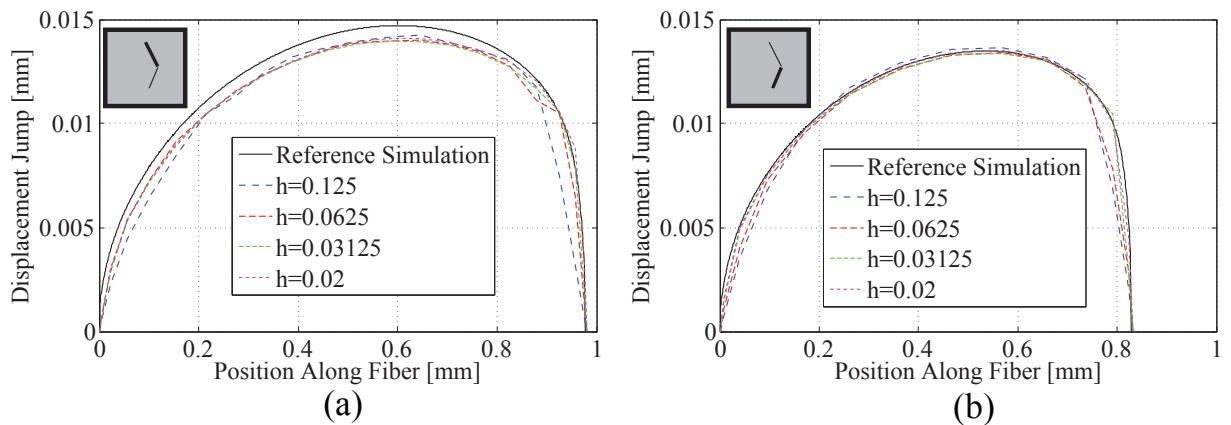 0.015
0.01
0.005
0
Displacement Jump [mm]
Reference Simulation
h=0.125
h=0.0625
h=0.03125
h=0.02
0
0.2
0.4
0.6
0.8
1
Position Along Fiber [mm]
(a)
0.015
0.01
0.005
0
Displacement Jump [mm]
Reference Simulation
h=0.125
h=0.0625
h=0.03125
h=0.02
0
0.2
0.4
0.6
0.8
1
Position Along Fiber [mm]
(b)